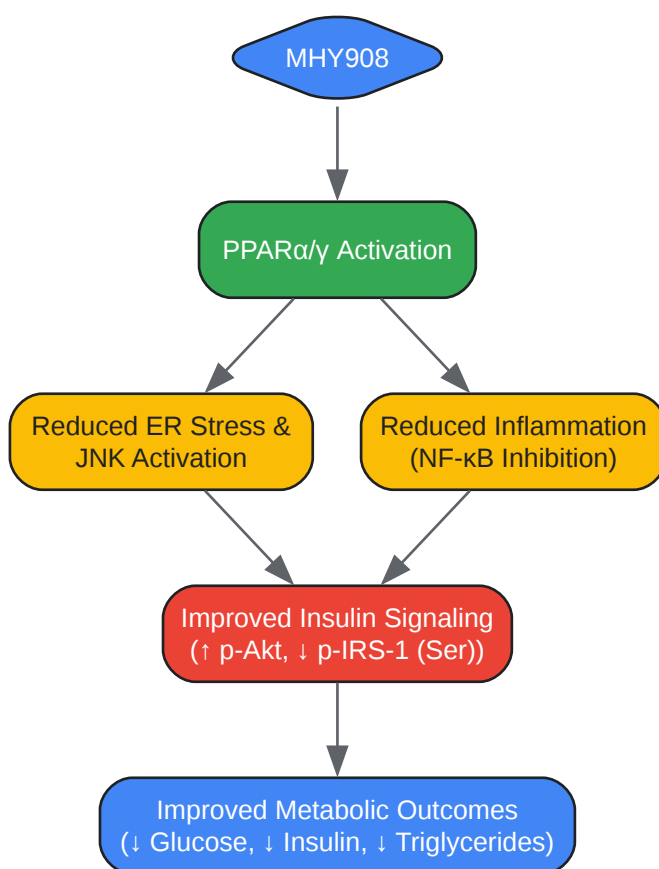 MHY908
PPARα/γ Activation
Reduced ER Stress &
JNK Activation
Reduced Inflammation
(NF-κB Inhibition)
Improved Insulin Signaling
(↑ p-Akt, ↓ p-IRS-1 (Ser))
Improved Metabolic Outcomes
(↓ Glucose, ↓ Insulin, ↓ Triglycerides)